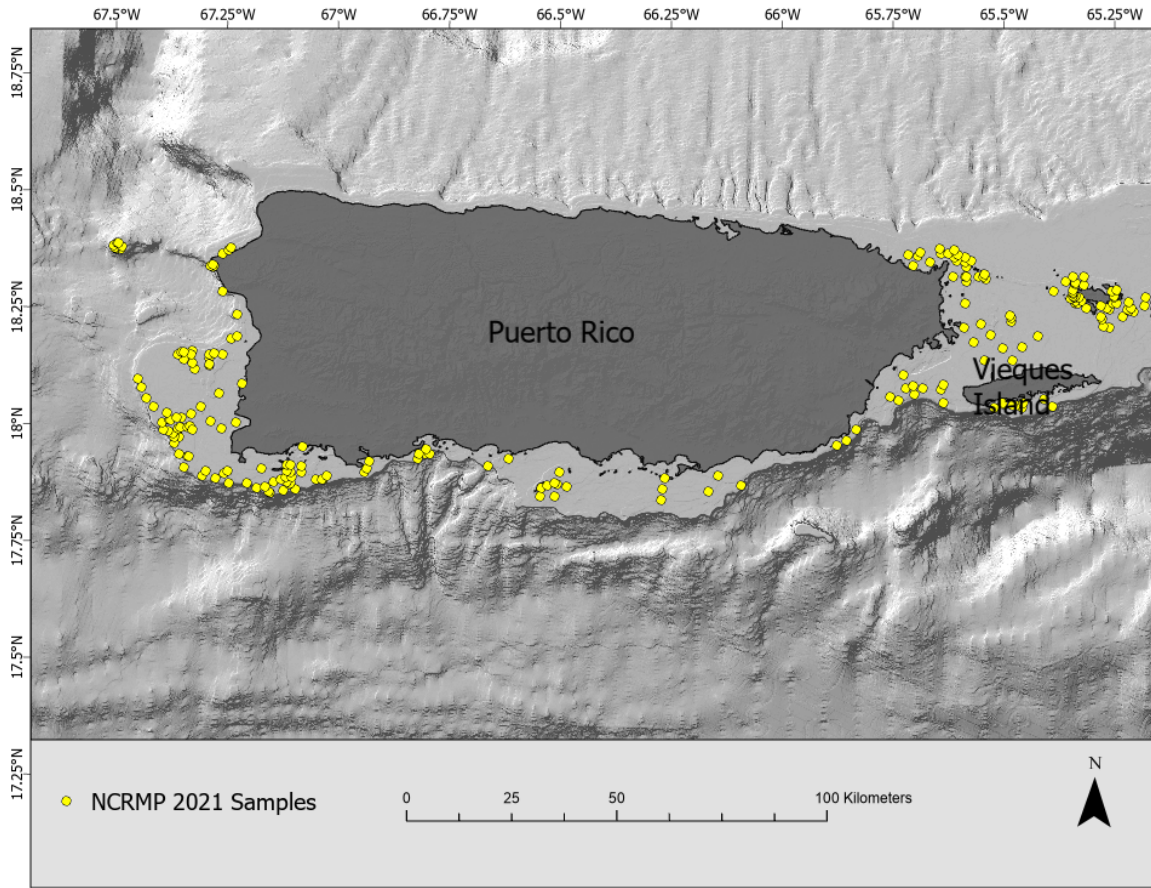 67.5°W 67.25°W 67°W 66.75°W 66.5°W 66.25°W 66°W 65.75°W 65.5°W 65.25°W
18.75°N
18.5°N
18.25°N
Puerto Rico
Vieques
Island
18°N
17.75°N
17.5°N
17.25°N
NCRMP 2021 Samples
0 25 50 100 Kilometers
N